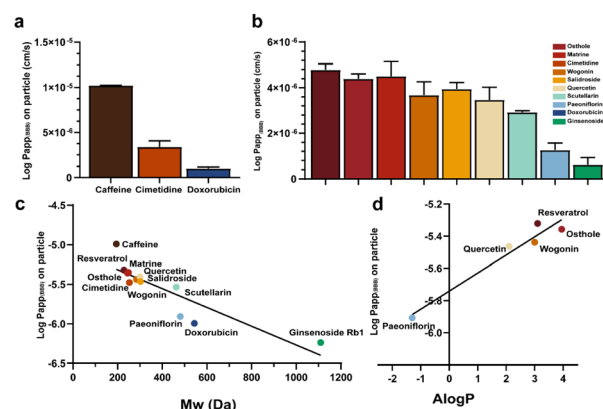 a
Log Papp(BBB) on particle (cm/s)
1.5×10⁻⁵
1×10⁻⁵
5×10⁻⁶
0
Caffeine Cimetidine Doxorubicin
b
Log Papp(BBB) on particle (cm/s)
6×10⁻⁶
4×10⁻⁶
2×10⁻⁶
0
Osthole
Matrine
Cimetidine
Wogonin
Salidroside
Quercetin
Scutellarin
Paeoniflorin
Doxorubicin
Ginsenoside
c
Log Papp(BBB) on particle
-4.5
-5.0
-5.5
-6.0
-6.5
Caffeine
Resveratrol
Matrine
Quercetin
Osthole
Salidroside
Cimetidine
Wogonin
Scutellarin
Paeoniflorin
Doxorubicin
Ginsenoside Rb1
0 200 400 600 800 1000 1200
Mw (Da)
d
Log Papp(BBB) on particle
-5.2
-5.4
-5.6
-5.8
-6.0
Resveratrol
Osthole
Quercetin
Wogonin
Paeoniflorin
-2 -1 0 1 2 3 4
AlogP